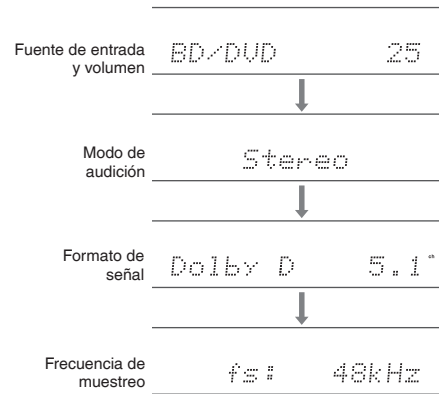 Fuente de entrada
y volumen
BD/DVD 25
Modo de
audición
Stereo
Formato de
señal
Dolby D 5.1 ch
Frecuencia de
muestreo
fs: 48kHz